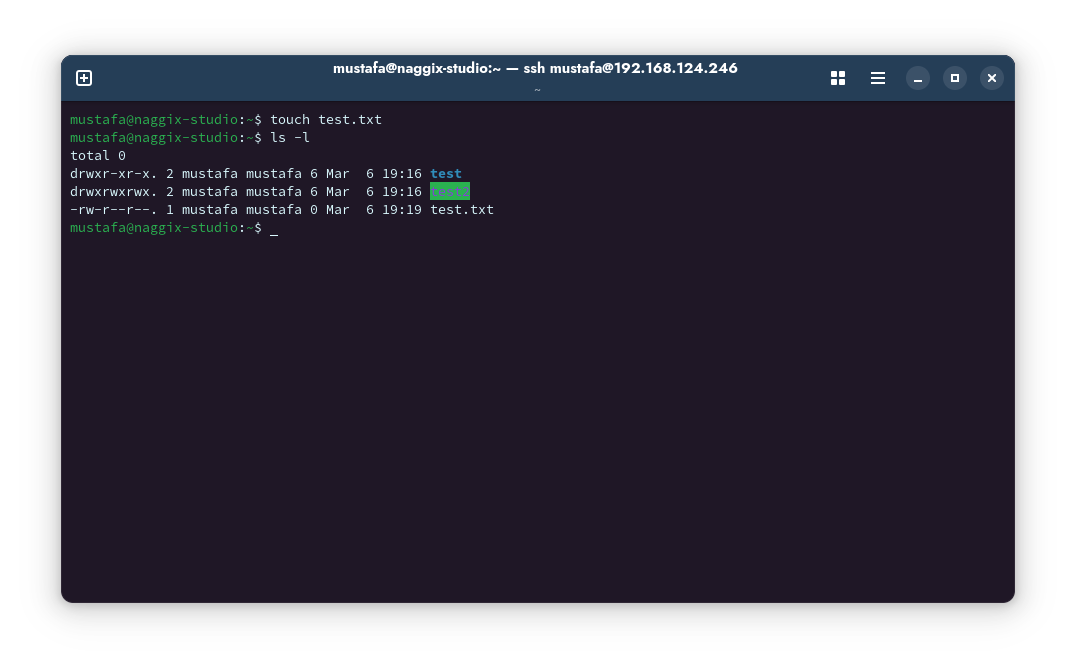 mustafa@naggix-studio:~ — ssh mustafa@192.168.124.246
~
mustafa@naggix-studio:~$ touch test.txt
mustafa@naggix-studio:~$ ls -l
total 0
drwxr-xr-x. 2 mustafa mustafa 6 Mar  6 19:16 test
drwxrwxrwx. 2 mustafa mustafa 6 Mar  6 19:16 test2
-rw-r--r--. 1 mustafa mustafa 0 Mar  6 19:19 test.txt
mustafa@naggix-studio:~$ _